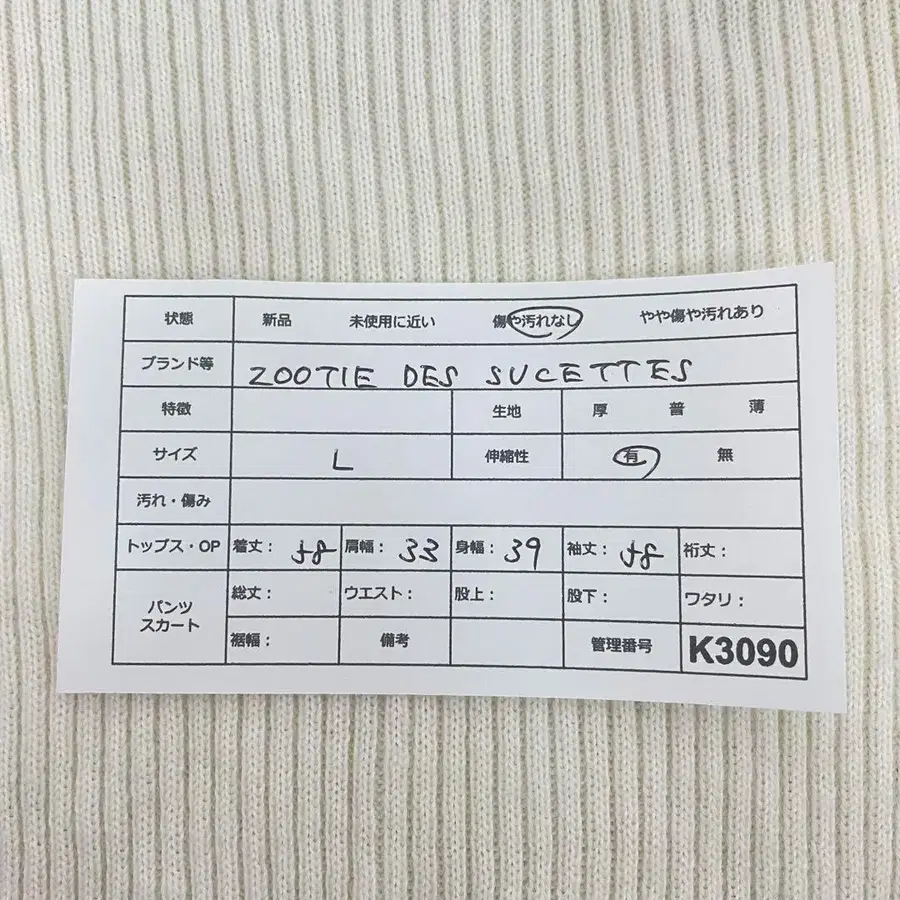 状態 新品 未使用に近い 傷や汚れなし やや傷や汚れあり
ブランド等 ZOOTIE DES SUCETTES
特徴 生地 厚 普 薄
サイズ L 伸縮性 有 無
汚れ・傷み
トップス・OP 着丈: 58 肩幅: 33 身幅: 39 袖丈: 58 裄丈:
パンツ スカート 総丈: ウエスト: 股上: 股下: ワタリ:
裾幅: 備考 管理番号 K3090